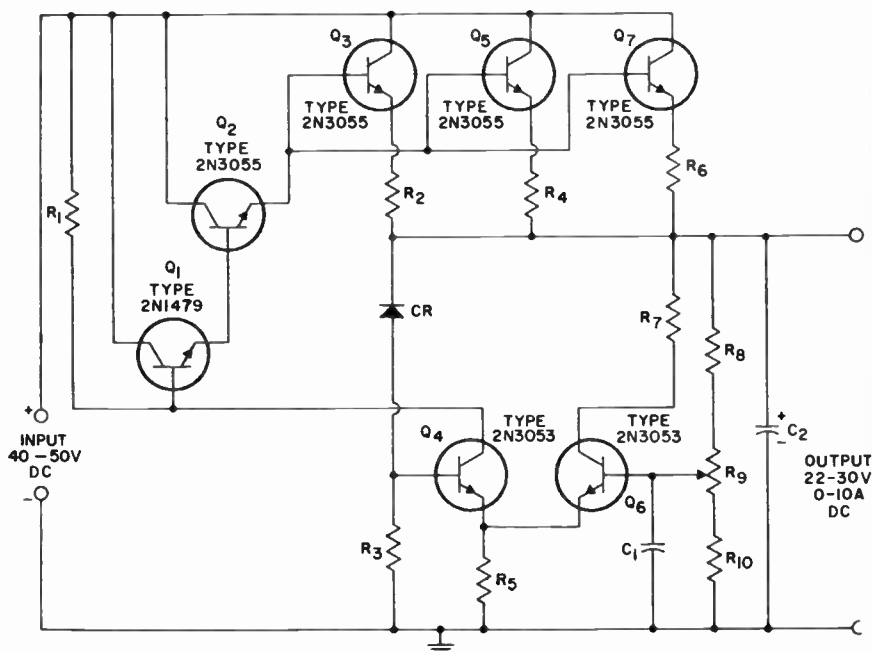 Q3
Q5
Q7
TYPE
2N3055
TYPE
2N3055
TYPE
2N3055
Q2
TYPE
2N3055
R1
R2
R4
R6
Q1
TYPE
2N1479
CR
R7
R8
+
INPUT
40-50V
DC
-
Q4
TYPE
2N3053
TYPE
2N3053
Q6
R9
+
C2
-
OUTPUT
22-30V
0-10A
DC
R3
R5
C1
R10